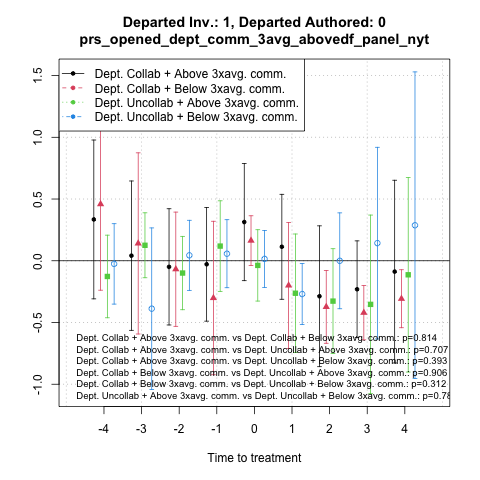 Departed Inv.: 1, Departed Authored: 0
prs_opened_dept_comm_3avg_abovedf_panel_nyt
Dept. Collab + Above 3xavg. comm.
Dept. Collab + Below 3xavg. comm.
Dept. Uncollab + Above 3xavg. comm.
Dept. Uncollab + Below 3xavg. comm.
1.5
1.0
0.5
0.0
-0.5
-1.0
Dept. Collab + Above 3xavg. comm. vs Dept. Collab + Below 3xavg. comm.: p=0.814
Dept. Collab + Above 3xavg. comm. vs Dept. Uncollab + Above 3xavg. comm.: p=0.707
Dept. Collab + Above 3xavg. comm. vs Dept. Uncollab + Below 3xavg. comm.: p=0.393
Dept. Collab + Below 3xavg. comm. vs Dept. Uncollab + Above 3xavg. comm.: p=0.906
Dept. Collab + Below 3xavg. comm. vs Dept. Uncollab + Below 3xavg. comm.: p=0.312
Dept. Uncollab + Above 3xavg. comm. vs Dept. Uncollab + Below 3xavg. comm.: p=0.78
-4 -3 -2 -1 0 1 2 3 4
Time to treatment